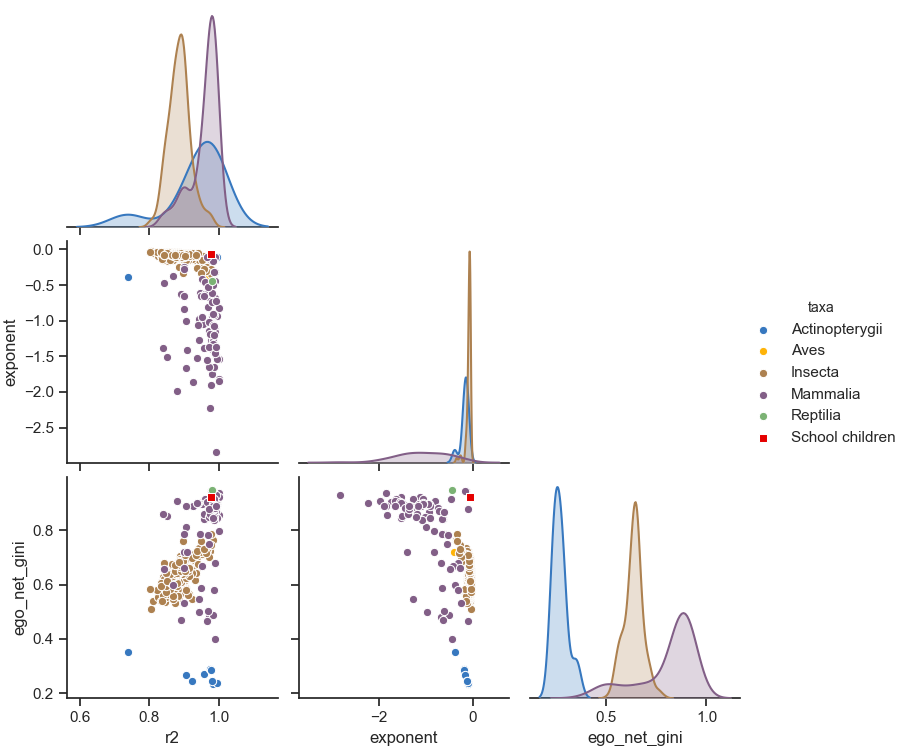 0.0
−0.5
−1.0
−1.5
−2.0
−2.5
exponent
taxa
Actinopterygii
Aves
Insecta
Mammalia
Reptilia
School children
0.8
0.6
0.4
0.2
ego_net_gini
0.6 0.8 1.0
r2
−2 0
exponent
0.5 1.0
ego_net_gini